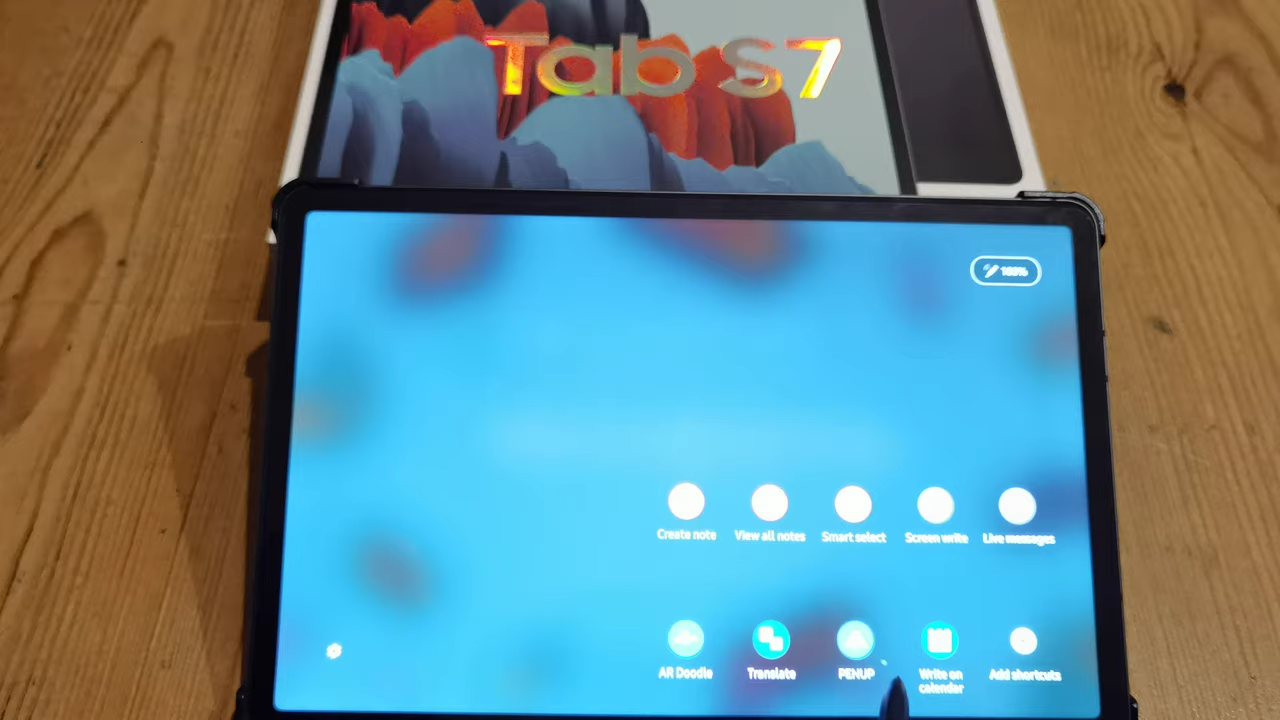 Tab S7
100%
Create note
View all notes
Smart select
Screen write
Live messages
AR Doodle
Translate
PENUP
Write on
calendar
Add shortcuts